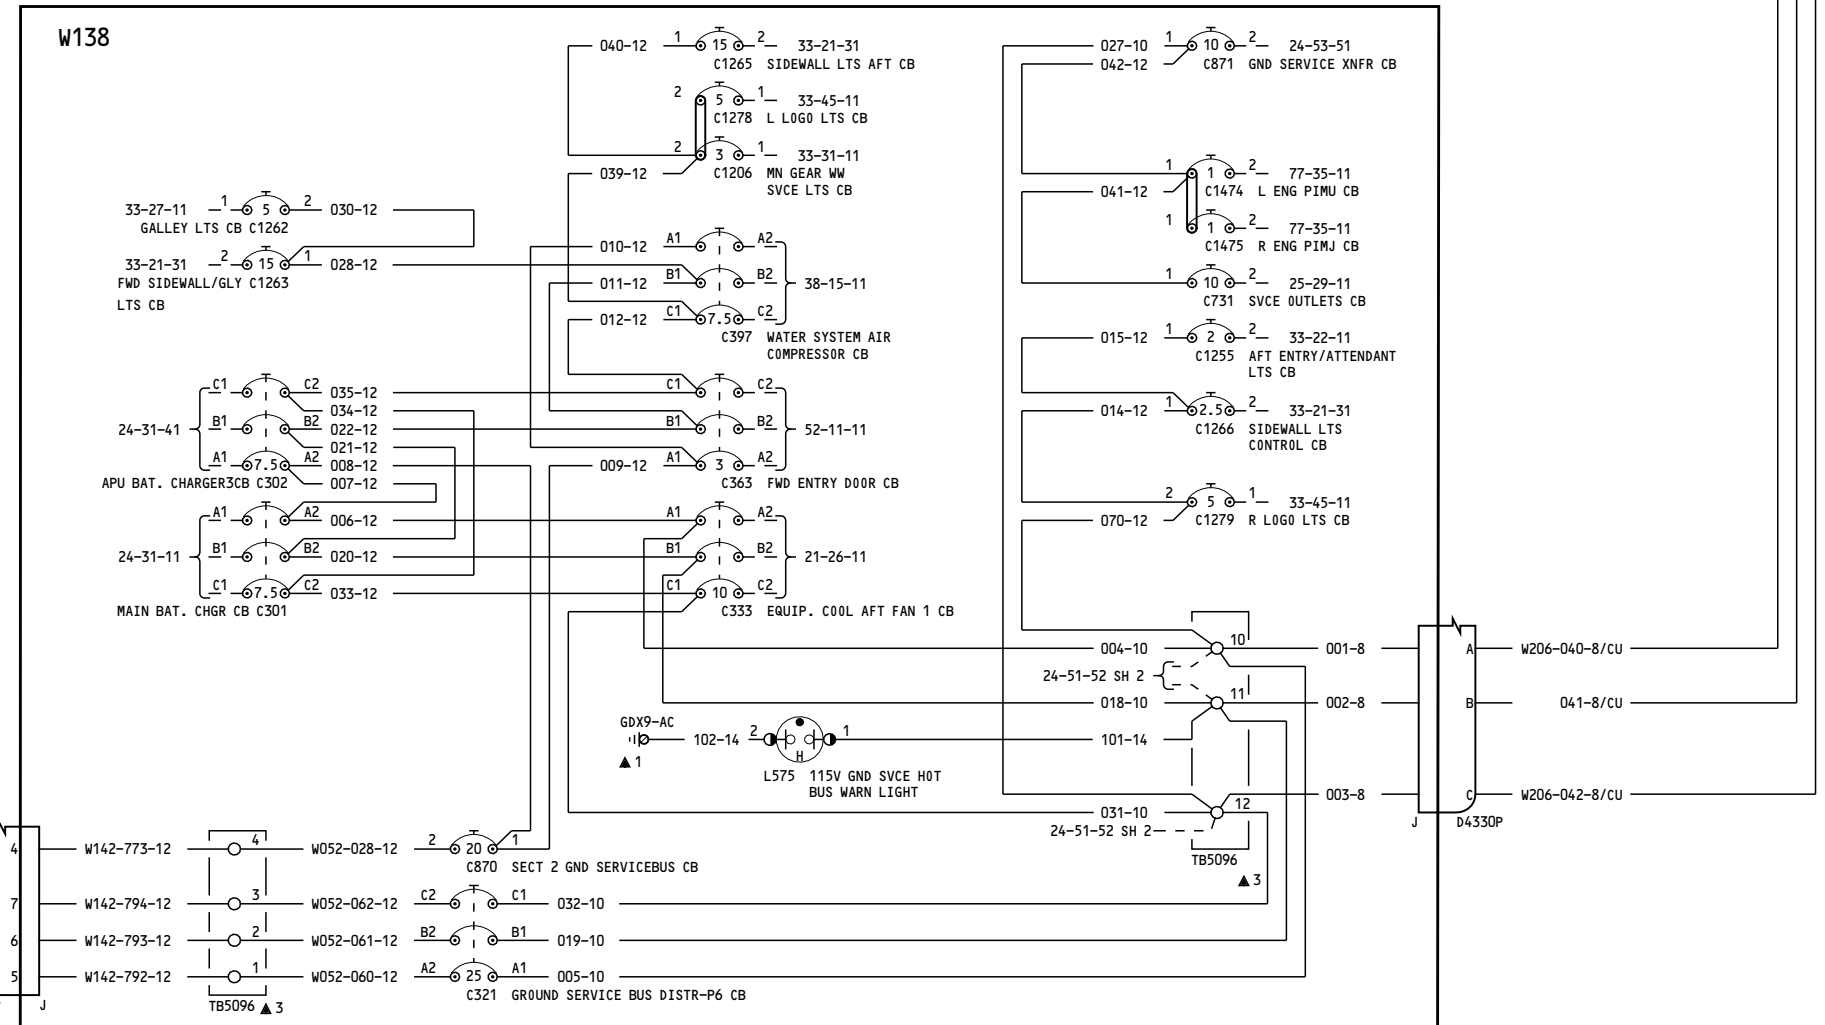 W138
040-12 1 15 2 33-21-31
C1265 SIDEWALL LTS AFT CB
2 5 1 33-45-11
C1278 L LOGO LTS CB
2 3 1 33-31-11
039-12 C1206 MN GEAR WW
SVCE LTS CB
33-27-11 1 5 2 030-12
GALLEY LTS CB C1262
33-21-31 2 15 1 028-12
FWD SIDEWALL/GLY C1263
LTS CB
010-12 A1 A2
011-12 B1 B2 38-15-11
012-12 C1 7.5 C2
C397 WATER SYSTEM AIR
COMPRESSOR CB
C1 C2 035-12 C1 C2
034-12
24-31-41 B1 B2 022-12 B1 B2 52-11-11
021-12
A1 7.5 A2 008-12 009-12 A1 3 A2
APU BAT. CHARGER3CB C302 007-12 C363 FWD ENTRY DOOR CB
A1 A2 006-12 A1 A2
24-31-11 B1 B2 020-12 B1 B2 21-26-11
C1 7.5 C2 033-12 C1 10 C2
MAIN BAT. CHGR CB C301 C333 EQUIP. COOL AFT FAN 1 CB
027-10 1 10 2 24-53-51
042-12 C871 GND SERVICE XNFR CB
1 1 2 77-35-11
041-12 C1474 L ENG PIMU CB
1 1 2 77-35-11
C1475 R ENG PIMJ CB
1 10 2 25-29-11
C731 SVCE OUTLETS CB
015-12 1 2 2 33-22-11
C1255 AFT ENTRY/ATTENDANT
LTS CB
014-12 1 2.5 2 33-21-31
C1266 SIDEWALL LTS
CONTROL CB
2 5 1 33-45-11
070-12 C1279 R LOGO LTS CB
004-10 10 001-8 A W206-040-8/CU
24-51-52 SH 2
018-10 11 002-8 B 041-8/CU
GDX9-AC
102-14 2 H 1 101-14
1
L575 115V GND SVCE HOT
BUS WARN LIGHT
12 003-8 C W206-042-8/CU
031-10
24-51-52 SH 2
J D4330P
TB5096
3
4 W142-773-12 4 W052-028-12 2 20 1
C870 SECT 2 GND SERVICEBUS CB
7 W142-794-12 3 W052-062-12 C2 C1 032-10
6 W142-793-12 2 W052-061-12 B2 B1 019-10
5 W142-792-12 1 W052-060-12 A2 25 A1 005-10
C321 GROUND SERVICE BUS DISTR-P6 CB
J TB5096 3